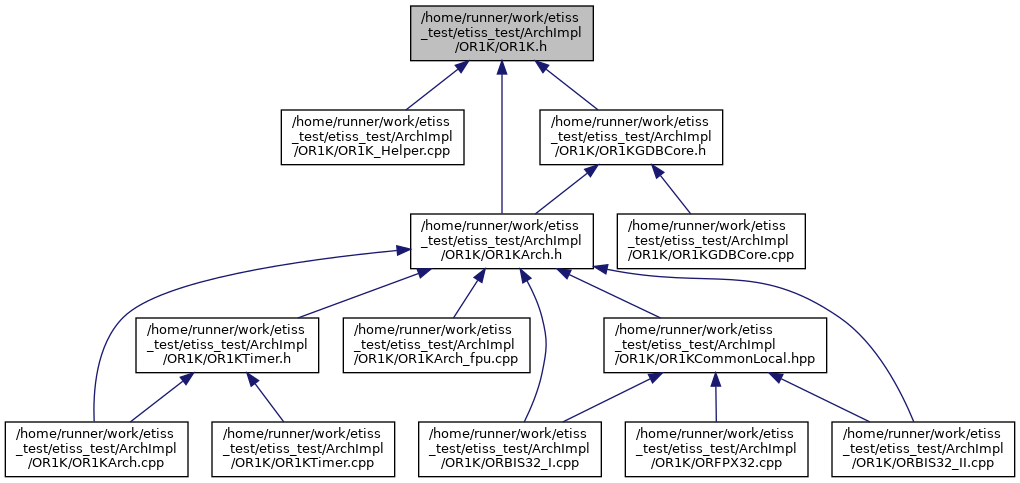 /home/runner/work/etiss
_test/etiss_test/ArchImpl
/OR1K/OR1K.h
/home/runner/work/etiss
_test/etiss_test/ArchImpl
/OR1K/OR1K_Helper.cpp
/home/runner/work/etiss
_test/etiss_test/ArchImpl
/OR1K/OR1KGDBCore.h
/home/runner/work/etiss
_test/etiss_test/ArchImpl
/OR1K/OR1KArch.h
/home/runner/work/etiss
_test/etiss_test/ArchImpl
/OR1K/OR1KGDBCore.cpp
/home/runner/work/etiss
_test/etiss_test/ArchImpl
/OR1K/OR1KTimer.h
/home/runner/work/etiss
_test/etiss_test/ArchImpl
/OR1K/OR1KArch_fpu.cpp
/home/runner/work/etiss
_test/etiss_test/ArchImpl
/OR1K/OR1KCommonLocal.hpp
/home/runner/work/etiss
_test/etiss_test/ArchImpl
/OR1K/OR1KArch.cpp
/home/runner/work/etiss
_test/etiss_test/ArchImpl
/OR1K/OR1KTimer.cpp
/home/runner/work/etiss
_test/etiss_test/ArchImpl
/OR1K/ORBIS32_I.cpp
/home/runner/work/etiss
_test/etiss_test/ArchImpl
/OR1K/ORFPX32.cpp
/home/runner/work/etiss
_test/etiss_test/ArchImpl
/OR1K/ORBIS32_II.cpp